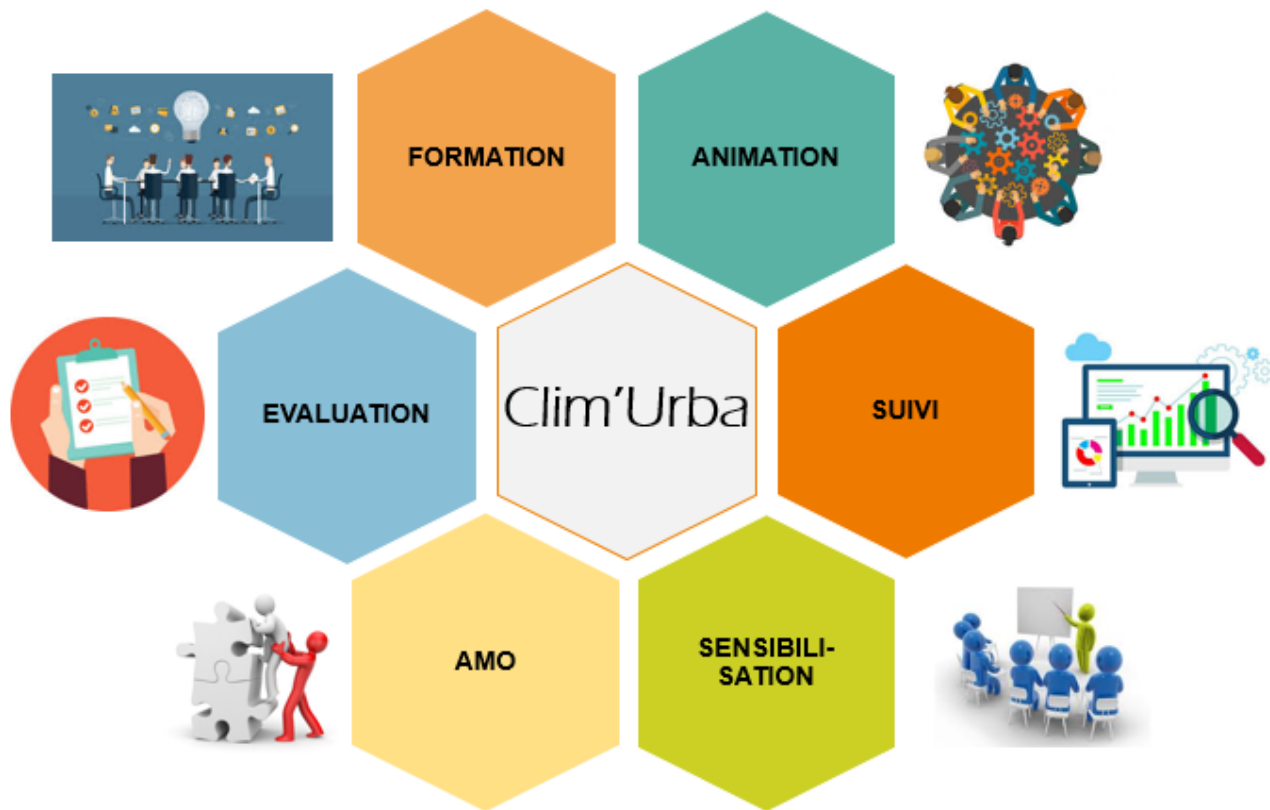 FORMATION
ANIMATION
EVALUATION
Clim'Urba
SUIVI
AMO
SENSIBILI-
SATION